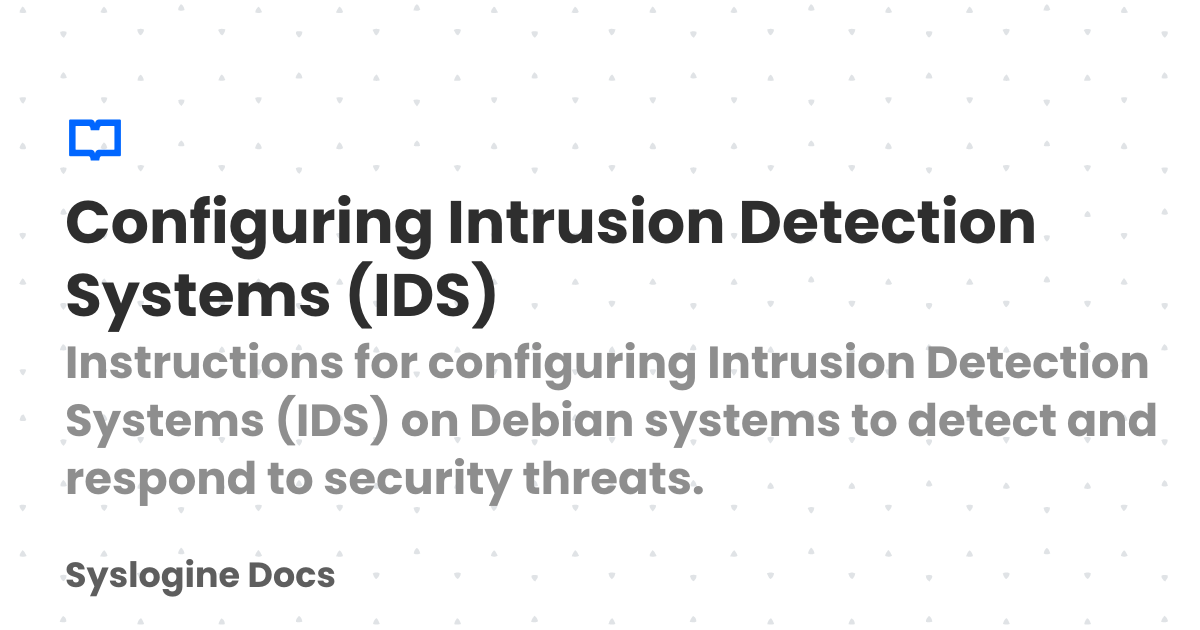 Configuring Intrusion Detection
Systems (IDS)
Instructions for configuring Intrusion Detection
Systems (IDS) on Debian systems to detect and
respond to security threats.
Syslogine Docs